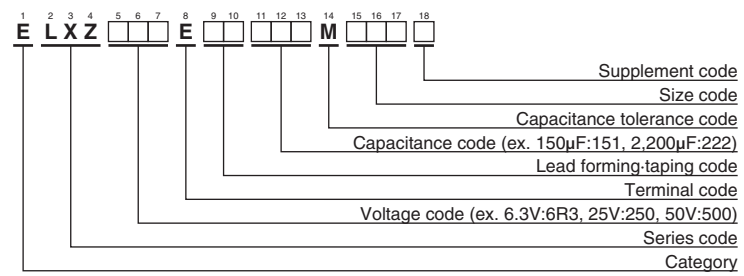 1 2 3 4 5 6 7 8 9 10 11 12 13 14 15 16 17 18
E L X Z E M
Supplement code
Size code
Capacitance tolerance code
Capacitance code (ex. 150μF:151, 2,200μF:222)
Lead forming·taping code
Terminal code
Voltage code (ex. 6.3V:6R3, 25V:250, 50V:500)
Series code
Category